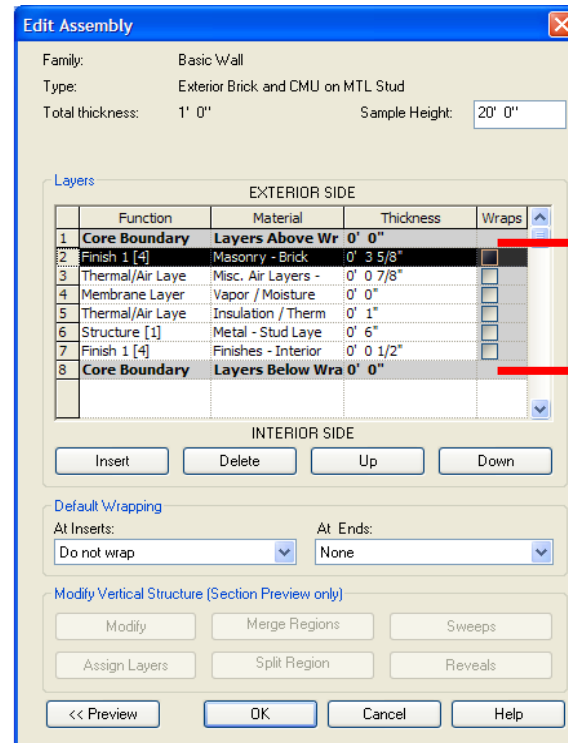 Edit Assembly
Family: Basic Wall
Type: Exterior Brick and CMU on MTL Stud
Total thickness: 1' 0" Sample Height: 20' 0"
Layers
EXTERIOR SIDE
Function Material Thickness Wraps
1 Core Boundary Layers Above Wr 0' 0"
2 Finish 1 [4] Masonry - Brick 0' 3 5/8"
3 Thermal/Air Laye Misc. Air Layers - 0' 0 7/8"
4 Membrane Layer Vapor / Moisture 0' 0"
5 Thermal/Air Laye Insulation / Therm 0' 1"
6 Structure [1] Metal - Stud Laye 0' 6"
7 Finish 1 [4] Finishes - Interior 0' 0 1/2"
8 Core Boundary Layers Below Wra 0' 0"
INTERIOR SIDE
Insert Delete Up Down
Default Wrapping
At Inserts: At Ends:
Do not wrap None
Modify Vertical Structure (Section Preview only)
Modify Merge Regions Sweeps
Assign Layers Split Region Reveals
<< Preview OK Cancel Help